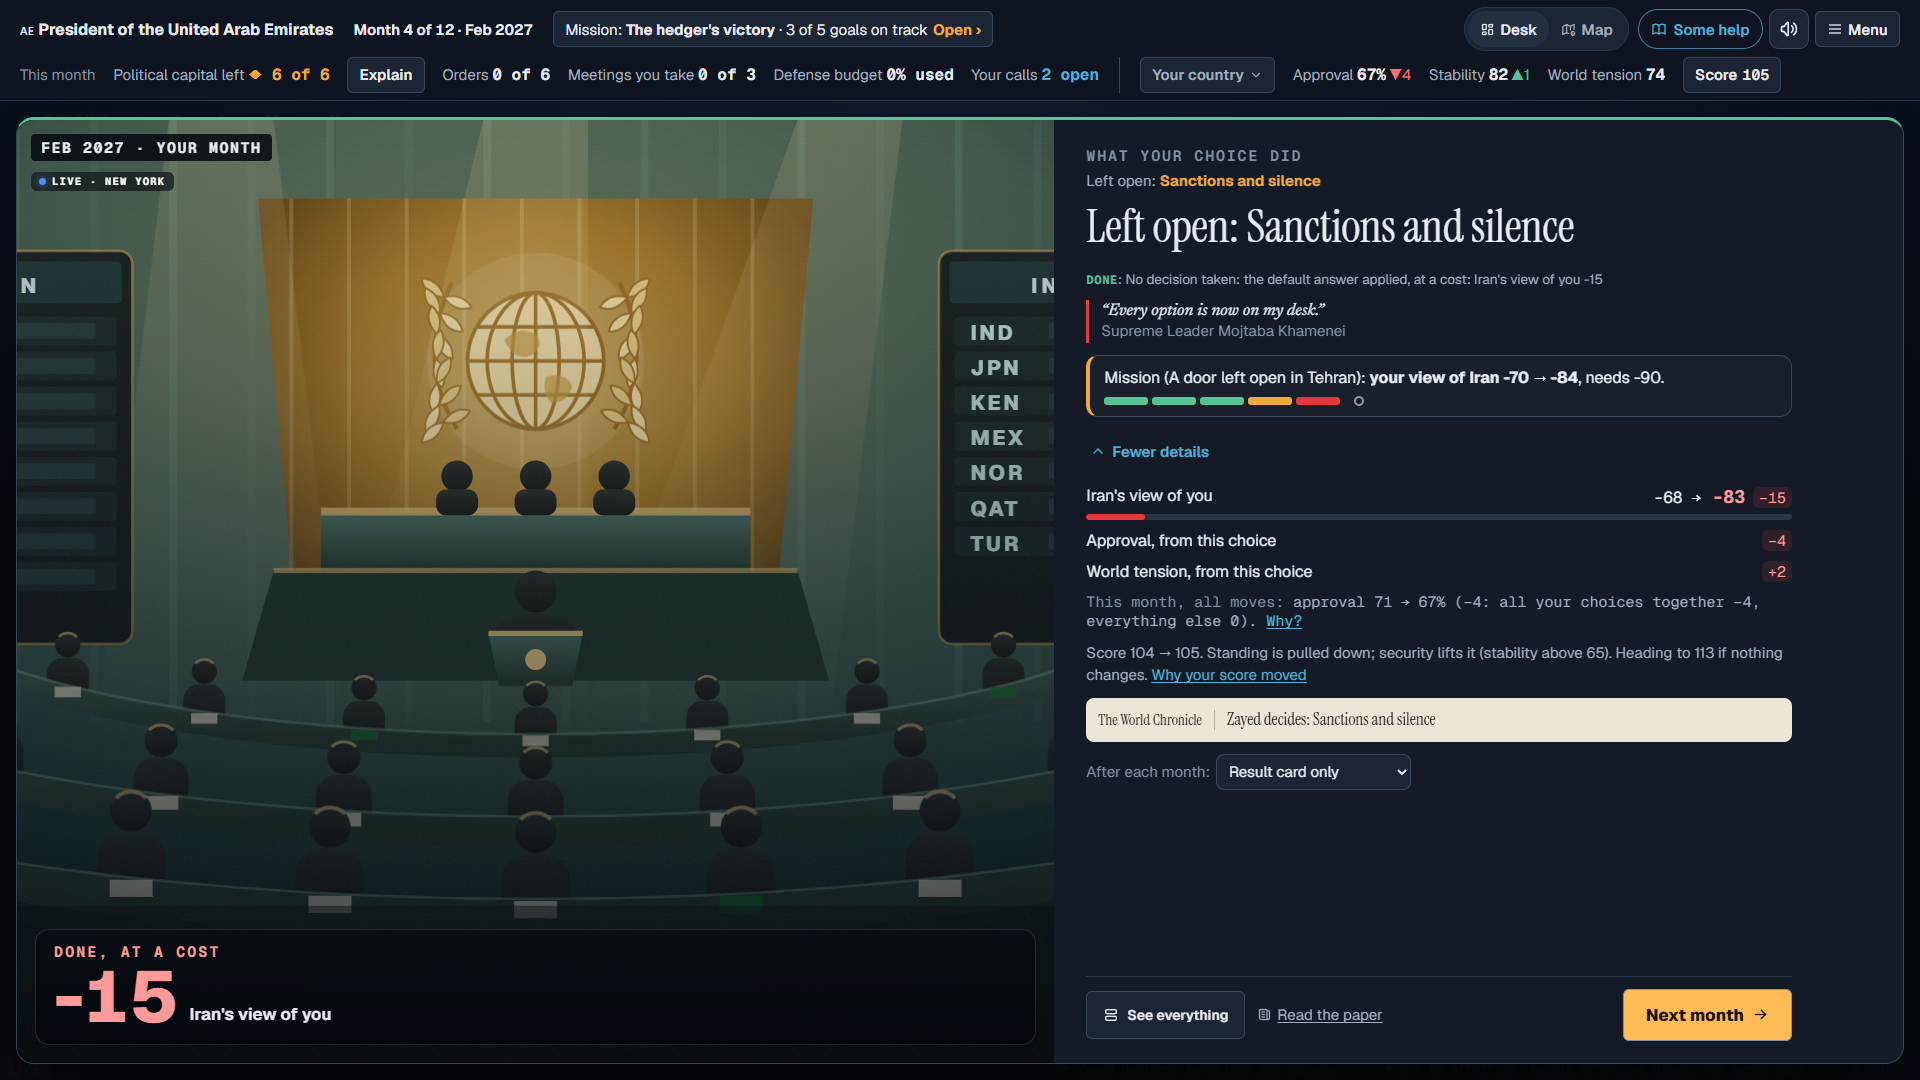 AE President of the United Arab Emirates
Month 4 of 12 · Feb 2027
Mission: The hedger's victory · 3 of 5 goals on track Open ›
Desk
Map
Some help
Menu
This month
Political capital left 6 of 6
Explain
Orders 0 of 6
Meetings you take 0 of 3
Defense budget 0% used
Your calls 2 open
Your country
Approval 67% ▼4
Stability 82 ▲1
World tension 74
Score 105
FEB 2027 · YOUR MONTH
LIVE · NEW YORK
N
IN
IND
JPN
KEN
MEX
NOR
QAT
TUR
DONE, AT A COST
-15 Iran's view of you
WHAT YOUR CHOICE DID
Left open: Sanctions and silence
Left open: Sanctions and silence
DONE: No decision taken: the default answer applied, at a cost: Iran's view of you -15
“Every option is now on my desk.”
Supreme Leader Mojtaba Khamenei
Mission (A door left open in Tehran): your view of Iran -70 → -84, needs -90.
Fewer details
Iran's view of you -68 → -83 -15
Approval, from this choice -4
World tension, from this choice +2
This month, all moves: approval 71 → 67% (-4: all your choices together -4,
everything else 0). Why?
Score 104 → 105. Standing is pulled down; security lifts it (stability above 65). Heading to 113 if nothing
changes. Why your score moved
The World Chronicle | Zayed decides: Sanctions and silence
After each month: Result card only
See everything
Read the paper
Next month →